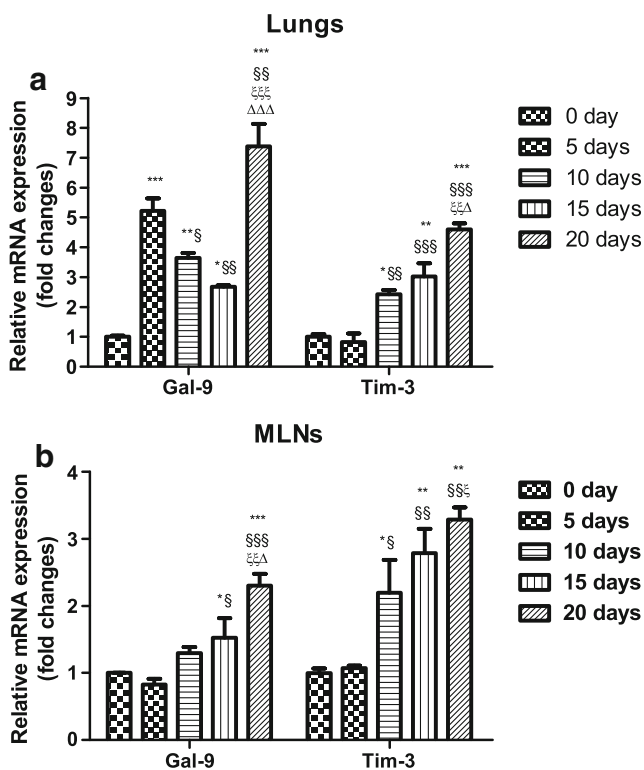 Lungs
a
Relative mRNA expression
(fold changes)
9
8
7
6
5
4
3
2
1
0
***
**§
*§§
***
§§
ξξξ
ΔΔΔ
*§§
**
§§§
***
§§§
ξξΔ
Gal-9
Tim-3
0 day
5 days
10 days
15 days
20 days
MLNs
b
Relative mRNA expression
(fold changes)
4
3
2
1
0
*§
***
§§§
ξξΔ
*§
**
§§
**
§§ξ
Gal-9
Tim-3
0 day
5 days
10 days
15 days
20 days